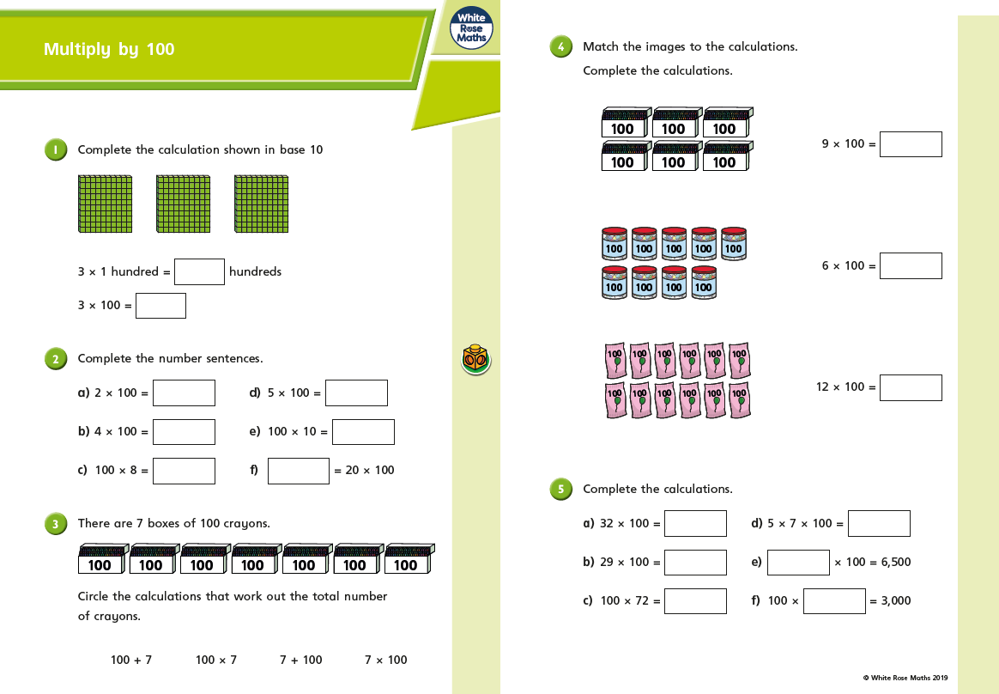 Multiply by 100
White
Rose
Maths
1 Complete the calculation shown in base 10
3 × 1 hundred = hundreds
3 × 100 =
2 Complete the number sentences.
a) 2 × 100 = d) 5 × 100 =
b) 4 × 100 = e) 100 × 10 =
c) 100 × 8 = f) = 20 × 100
3 There are 7 boxes of 100 crayons.
100 100 100 100 100 100 100
Circle the calculations that work out the total number
of crayons.
100 + 7 100 × 7 7 + 100 7 × 100
4 Match the images to the calculations.
Complete the calculations.
100 100 100
100 100 100
9 × 100 =
100 100 100 100 100
100 100 100 100
6 × 100 =
100 100 100 100 100 100
100 100 100 100 100 100
12 × 100 =
5 Complete the calculations.
a) 32 × 100 = d) 5 × 7 × 100 =
b) 29 × 100 = e) × 100 = 6,500
c) 100 × 72 = f) 100 × = 3,000
© White Rose Maths 2019